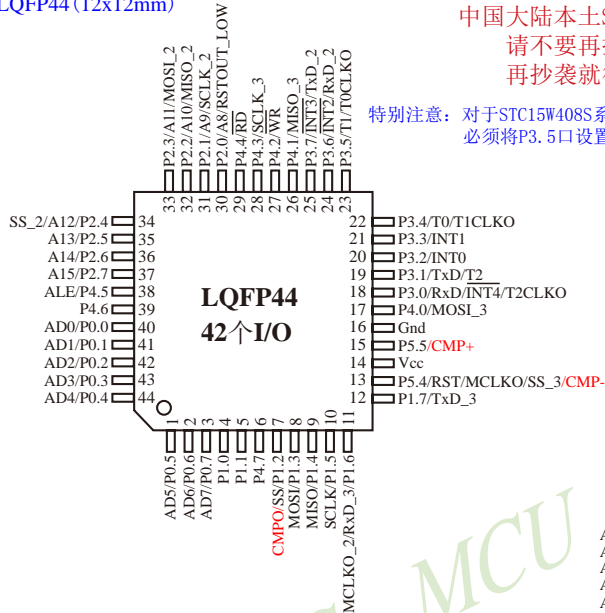 LQFP44 (12x12mm)
中国大陆本土S
请不要再
再抄袭就
特别注意：对于STC15W408S系
必须将P3.5口设置
P2.3/A11/MOSI_2
P2.2/A10/MISO_2
P2.1/A9/SCLK_2
P2.0/A8/RSTOUT_LOW
P4.4/RD
P4.3/SCLK_3
P4.2/WR
P4.1/MISO_3
P3.7/INT3/TxD_2
P3.6/INT2/RxD_2
P3.5/T1/T0CLKO
33 32 31 30 29 28 27 26 25 24 23
SS_2/A12/P2.4 34
A13/P2.5 35
A14/P2.6 36
A15/P2.7 37
ALE/P4.5 38
P4.6 39
AD0/P0.0 40
AD1/P0.1 41
AD2/P0.2 42
AD3/P0.3 43
AD4/P0.4 44
LQFP44
42个I/O
22 P3.4/T0/T1CLKO
21 P3.3/INT1
20 P3.2/INT0
19 P3.1/TxD/T2
18 P3.0/RxD/INT4/T2CLKO
17 P4.0/MOSI_3
16 Gnd
15 P5.5/CMP+
14 Vcc
13 P5.4/RST/MCLKO/SS_3/CMP-
12 P1.7/TxD_3
1 2 3 4 5 6 7 8 9 10 11
AD5/P0.5
AD6/P0.6
AD7/P0.7
P1.0
P1.1
P4.7
CMPO/SS/P1.2
MOSI/P1.3
MISO/P1.4
SCLK/P1.5
MCLKO_2/RxD_3/P1.6
MCU
A
A
A
A
A